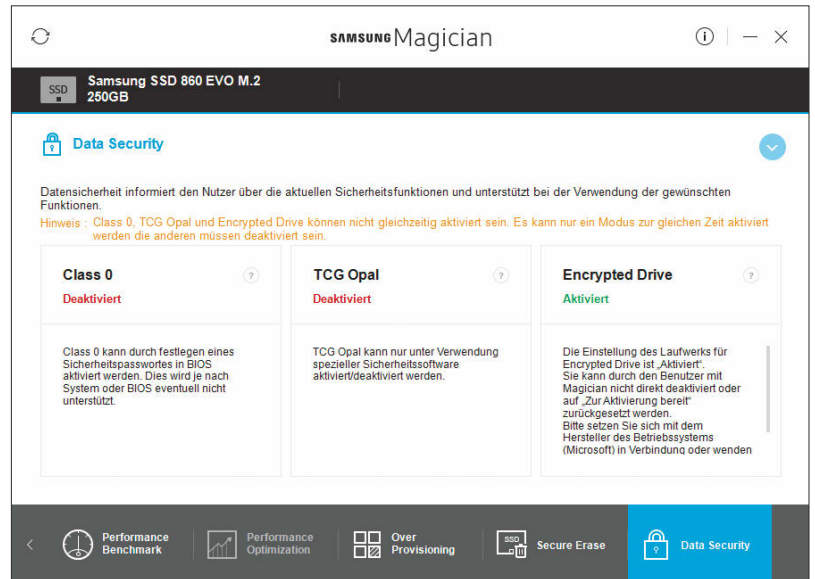 SAMSUNG Magician
SSD
Samsung SSD 860 EVO M.2
250GB
Data Security
Datensicherheit informiert den Nutzer über die aktuellen Sicherheitsfunktionen und unterstützt bei der Verwendung der gewünschten
Funktionen.
Hinweis : Class 0, TCG Opal und Encrypted Drive können nicht gleichzeitig aktiviert sein. Es kann nur ein Modus zur gleichen Zeit aktiviert
werden die anderen müssen deaktiviert sein.
Class 0 ?
Deaktiviert
Class 0 kann durch festlegen eines
Sicherheitspasswortes in BIOS
aktiviert werden. Dies wird je nach
System oder BIOS eventuell nicht
unterstützt.
TCG Opal ?
Deaktiviert
TCG Opal kann nur unter Verwendung
spezieller Sicherheitssoftware
aktiviert/deaktiviert werden.
Encrypted Drive ?
Aktiviert
Die Einstellung des Laufwerks für
Encrypted Drive ist „Aktiviert“.
Sie kann durch den Benutzer mit
Magician nicht direkt deaktiviert oder
auf „Zur Aktivierung bereit“
zurückgesetzt werden.
Bitte setzen Sie sich mit dem
Hersteller des Betriebssystems
(Microsoft) in Verbindung oder wenden
Performance
Benchmark
Performance
Optimization
Over
Provisioning
SSD
Secure Erase
Data Security